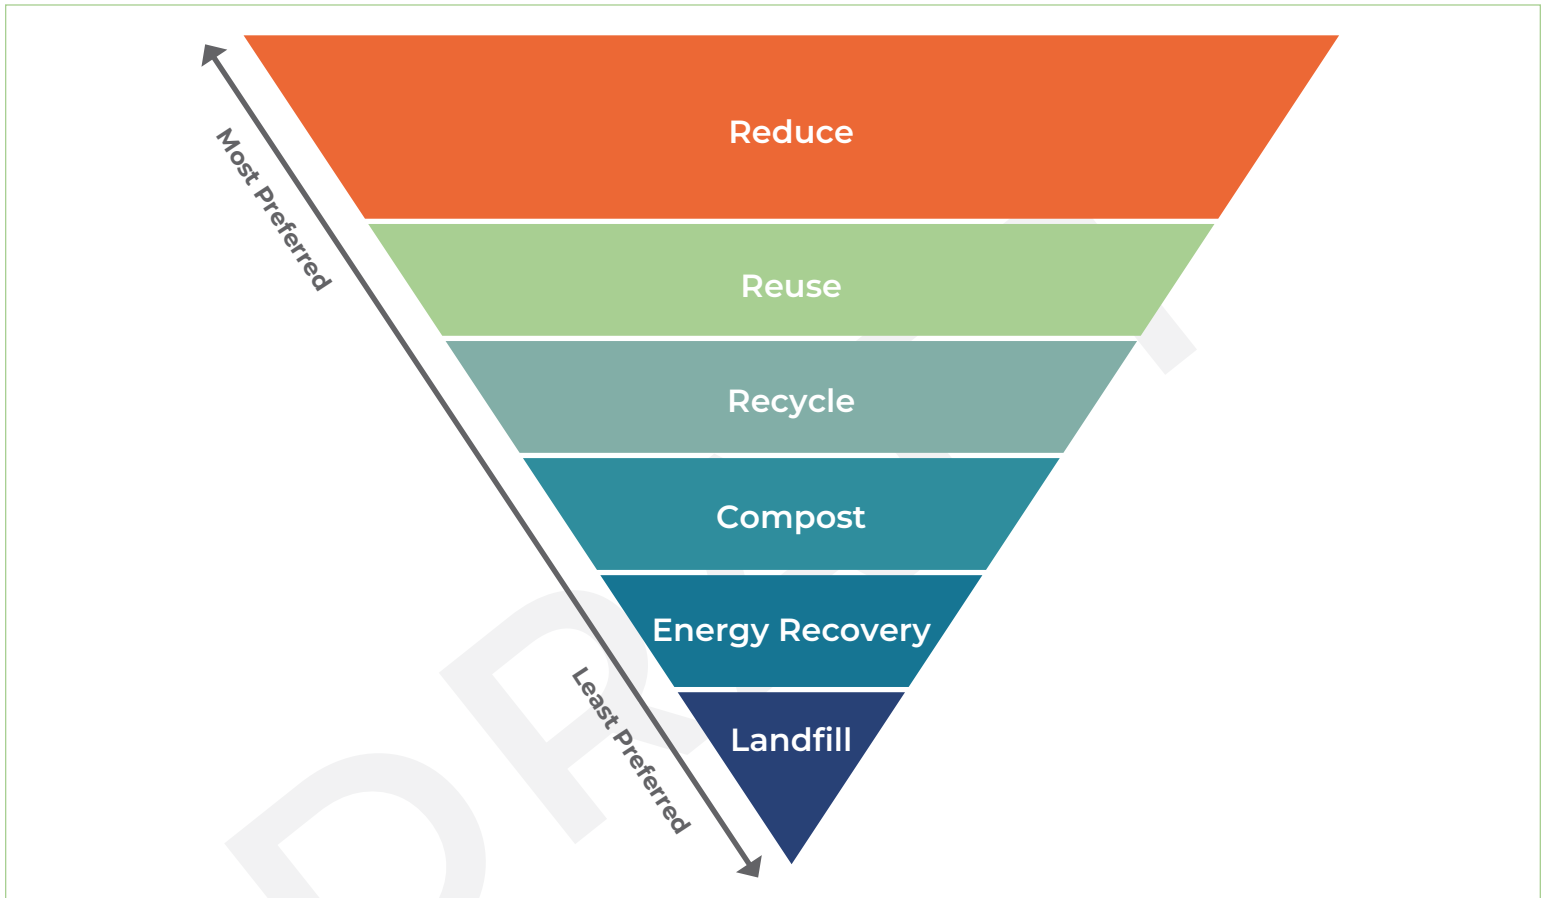 Reduce
Most Preferred
Reuse
Recycle
Compost
Energy Recovery
Least Preferred
Landfill